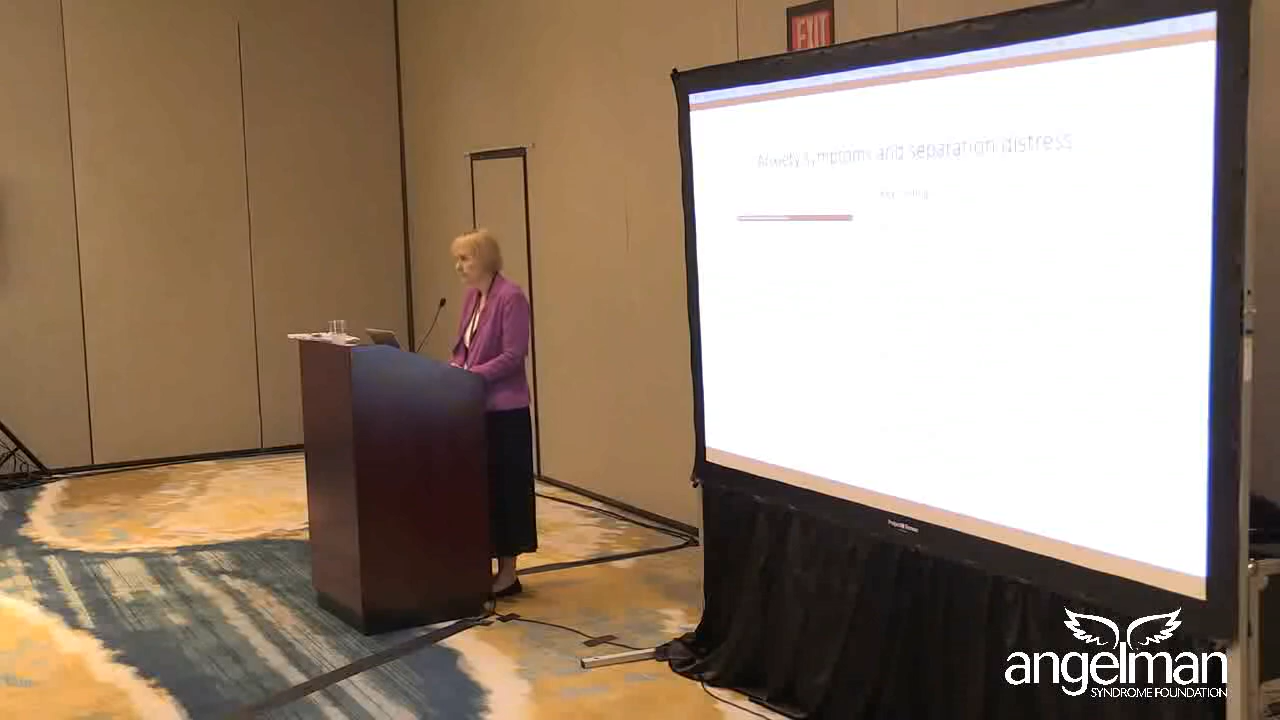 EXIT
Anxiety symptoms and separation distress
angelman
SYNDROME FOUNDATION